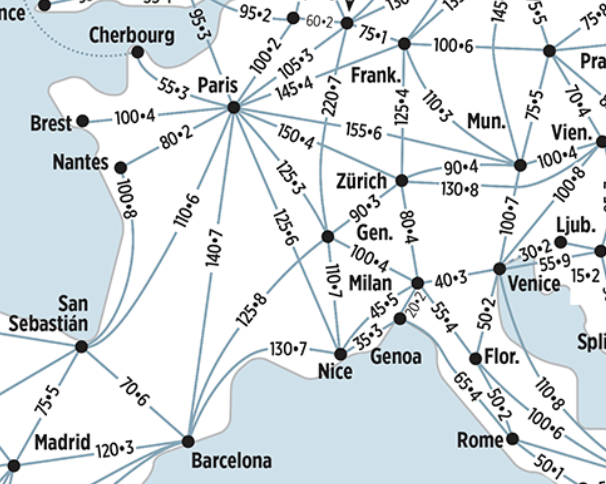 nce
95•3
95•2
60•2
75•1
145
75•5
75•8
Cherbourg
100•2
105•3
100•6
Pra
55•3
Paris
145•4
Frank.
220•7
125•4
110•3
75•5
70•4
Brest
100•4
80•2
150•4
155•6
Mun.
Vien.
Nantes
125•3
Zürich
90•4
100•4
130•8
100•8
100•8
110•6
140•7
125•6
90•3
80•4
100•7
Gen.
Ljub.
100•4
30•2
55•9
15•2
110•7
Milan
40•3
Venice
San
Sebastián
125•8
45•5
20•2
55•4
50•2
35•3
Spli
130•7
Nice
Genoa
Flor.
75•5
70•6
65•4
50•2
110•8
100•6
Madrid
120•3
Barcelona
Rome
50•1